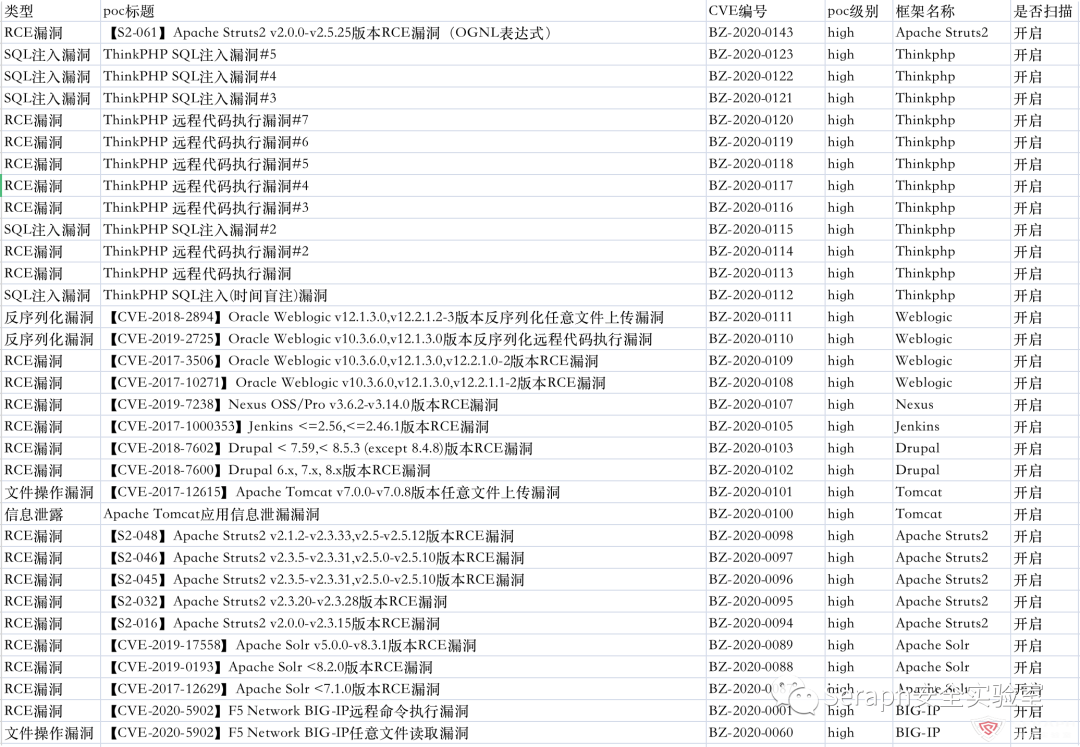 类型 poc标题 CVE编号 poc级别 框架名称 是否扫描
RCE漏洞 【S2-061】Apache Struts2 v2.0.0-v2.5.25版本RCE漏洞（OGNL表达式） BZ-2020-0143 high Apache Struts2 开启
SQL注入漏洞 ThinkPHP SQL注入漏洞#5 BZ-2020-0123 high Thinkphp 开启
SQL注入漏洞 ThinkPHP SQL注入漏洞#4 BZ-2020-0122 high Thinkphp 开启
SQL注入漏洞 ThinkPHP SQL注入漏洞#3 BZ-2020-0121 high Thinkphp 开启
RCE漏洞 ThinkPHP 远程代码执行漏洞#7 BZ-2020-0120 high Thinkphp 开启
RCE漏洞 ThinkPHP 远程代码执行漏洞#6 BZ-2020-0119 high Thinkphp 开启
RCE漏洞 ThinkPHP 远程代码执行漏洞#5 BZ-2020-0118 high Thinkphp 开启
RCE漏洞 ThinkPHP 远程代码执行漏洞#4 BZ-2020-0117 high Thinkphp 开启
RCE漏洞 ThinkPHP 远程代码执行漏洞#3 BZ-2020-0116 high Thinkphp 开启
SQL注入漏洞 ThinkPHP SQL注入漏洞#2 BZ-2020-0115 high Thinkphp 开启
RCE漏洞 ThinkPHP 远程代码执行漏洞#2 BZ-2020-0114 high Thinkphp 开启
RCE漏洞 ThinkPHP 远程代码执行漏洞 BZ-2020-0113 high Thinkphp 开启
SQL注入漏洞 ThinkPHP SQL注入(时间盲注)漏洞 BZ-2020-0112 high Thinkphp 开启
反序列化漏洞 【CVE-2018-2894】Oracle Weblogic v12.1.3.0,v12.2.1.2-3版本反序列化任意文件上传漏洞 BZ-2020-0111 high Weblogic 开启
反序列化漏洞 【CVE-2019-2725】Oracle Weblogic v10.3.6.0,v12.1.3.0版本反序列化远程代码执行漏洞 BZ-2020-0110 high Weblogic 开启
RCE漏洞 【CVE-2017-3506】Oracle Weblogic v10.3.6.0,v12.1.3.0,v12.2.1.0-2版本RCE漏洞 BZ-2020-0109 high Weblogic 开启
RCE漏洞 【CVE-2017-10271】Oracle Weblogic v10.3.6.0,v12.1.3.0,v12.2.1.1-2版本RCE漏洞 BZ-2020-0108 high Weblogic 开启
RCE漏洞 【CVE-2019-7238】Nexus OSS/Pro v3.6.2-v3.14.0版本RCE漏洞 BZ-2020-0107 high Nexus 开启
RCE漏洞 【CVE-2017-1000353】Jenkins <=2.56,<=2.46.1版本RCE漏洞 BZ-2020-0105 high Jenkins 开启
RCE漏洞 【CVE-2018-7602】Drupal < 7.59,< 8.5.3 (except 8.4.8)版本RCE漏洞 BZ-2020-0103 high Drupal 开启
RCE漏洞 【CVE-2018-7600】Drupal 6.x, 7.x, 8.x版本RCE漏洞 BZ-2020-0102 high Drupal 开启
文件操作漏洞 【CVE-2017-12615】Apache Tomcat v7.0.0-v7.0.8版本任意文件上传漏洞 BZ-2020-0101 high Tomcat 开启
信息泄露 Apache Tomcat应用信息泄漏漏洞 BZ-2020-0100 high Tomcat 开启
RCE漏洞 【S2-048】Apache Struts2 v2.1.2-v2.3.33,v2.5-v2.5.12版本RCE漏洞 BZ-2020-0098 high Apache Struts2 开启
RCE漏洞 【S2-046】Apache Struts2 v2.3.5-v2.3.31,v2.5.0-v2.5.10版本RCE漏洞 BZ-2020-0097 high Apache Struts2 开启
RCE漏洞 【S2-045】Apache Struts2 v2.3.5-v2.3.31,v2.5.0-v2.5.10版本RCE漏洞 BZ-2020-0096 high Apache Struts2 开启
RCE漏洞 【S2-032】Apache Struts2 v2.3.20-v2.3.28版本RCE漏洞 BZ-2020-0095 high Apache Struts2 开启
RCE漏洞 【S2-016】Apache Struts2 v2.0.0-v2.3.15版本RCE漏洞 BZ-2020-0094 high Apache Struts2 开启
RCE漏洞 【CVE-2019-17558】Apache Solr v5.0.0-v8.3.1版本RCE漏洞 BZ-2020-0089 high Apache Solr 开启
RCE漏洞 【CVE-2019-0193】Apache Solr <8.2.0版本RCE漏洞 BZ-2020-0088 high Apache Solr 开启
RCE漏洞 【CVE-2017-12629】Apache Solr <7.1.0版本RCE漏洞 high Apache Solr 开启
seraph安全实验室
RCE漏洞 【CVE-2020-5902】F5 Network BIG-IP远程命令执行漏洞 BZ-2020-0001 high BIG-IP 开启
文件操作漏洞 【CVE-2020-5902】F5 Network BIG-IP任意文件读取漏洞 BZ-2020-0060 high BIG-IP 开启